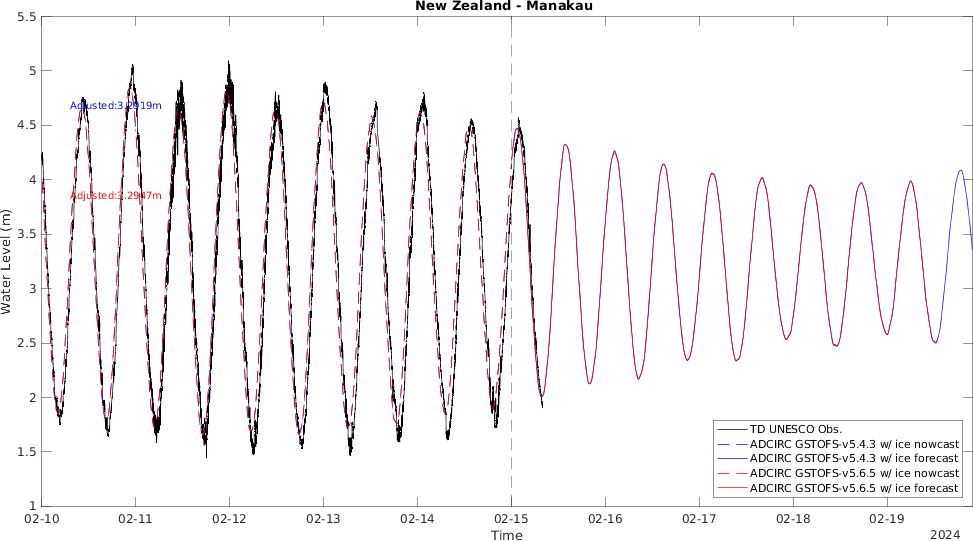 New Zealand - Manakau
5.5
5
4.5
4
3.5
3
2.5
2
1.5
1
Water Level (m)
Adjusted:3.2919m
Adjusted:3.2947m
TD UNESCO Obs.
ADCIRC GSTOFS-v5.4.3 w/ ice nowcast
ADCIRC GSTOFS-v5.4.3 w/ ice forecast
ADCIRC GSTOFS-v5.6.5 w/ ice nowcast
ADCIRC GSTOFS-v5.6.5 w/ ice forecast
02-10 02-11 02-12 02-13 02-14 02-15 02-16 02-17 02-18 02-19
Time
2024